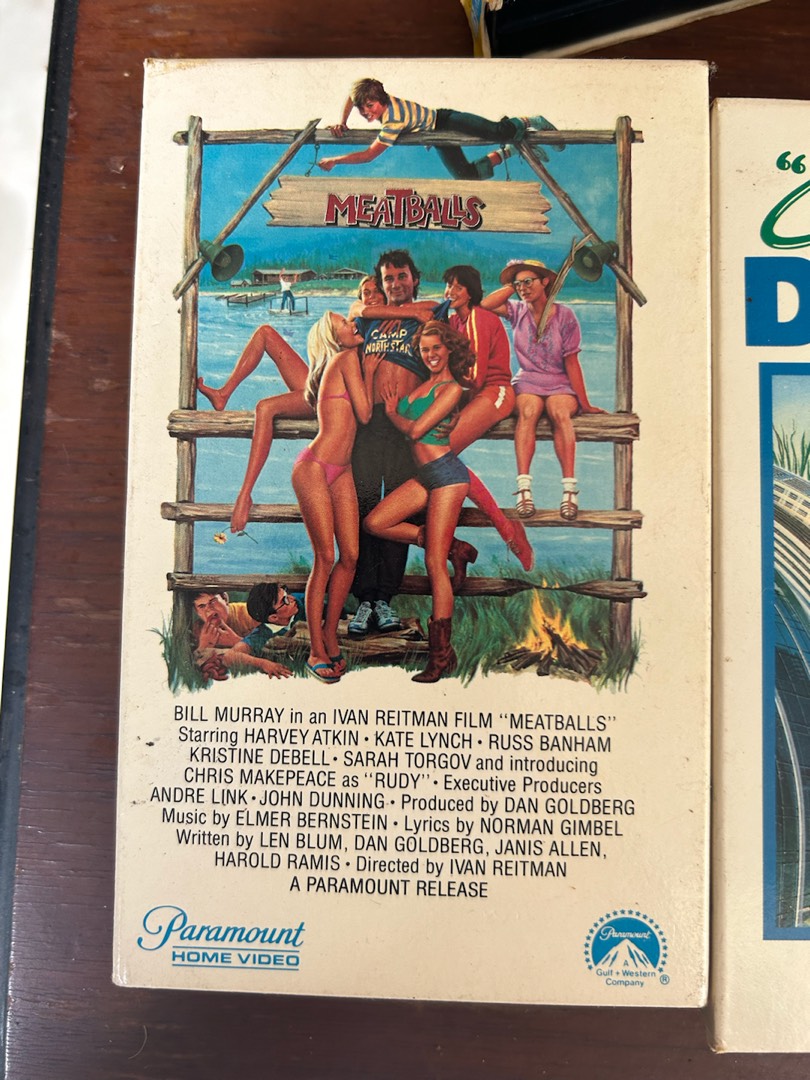 MEATBALLS
CAMP
NORTHSTAR
BILL MURRAY in an IVAN REITMAN FILM "MEATBALLS"
Starring HARVEY ATKIN • KATE LYNCH • RUSS BANHAM
KRISTINE DEBELL • SARAH TORGOV and introducing
CHRIS MAKEPEACE as "RUDY" • Executive Producers
ANDRE LINK • JOHN DUNNING • Produced by DAN GOLDBERG
Music by ELMER BERNSTEIN • Lyrics by NORMAN GIMBEL
Written by LEN BLUM, DAN GOLDBERG, JANIS ALLEN,
HAROLD RAMIS • Directed by IVAN REITMAN
A PARAMOUNT RELEASE
Paramount
HOME VIDEO
Paramount
A
Gulf + Western
Company
®